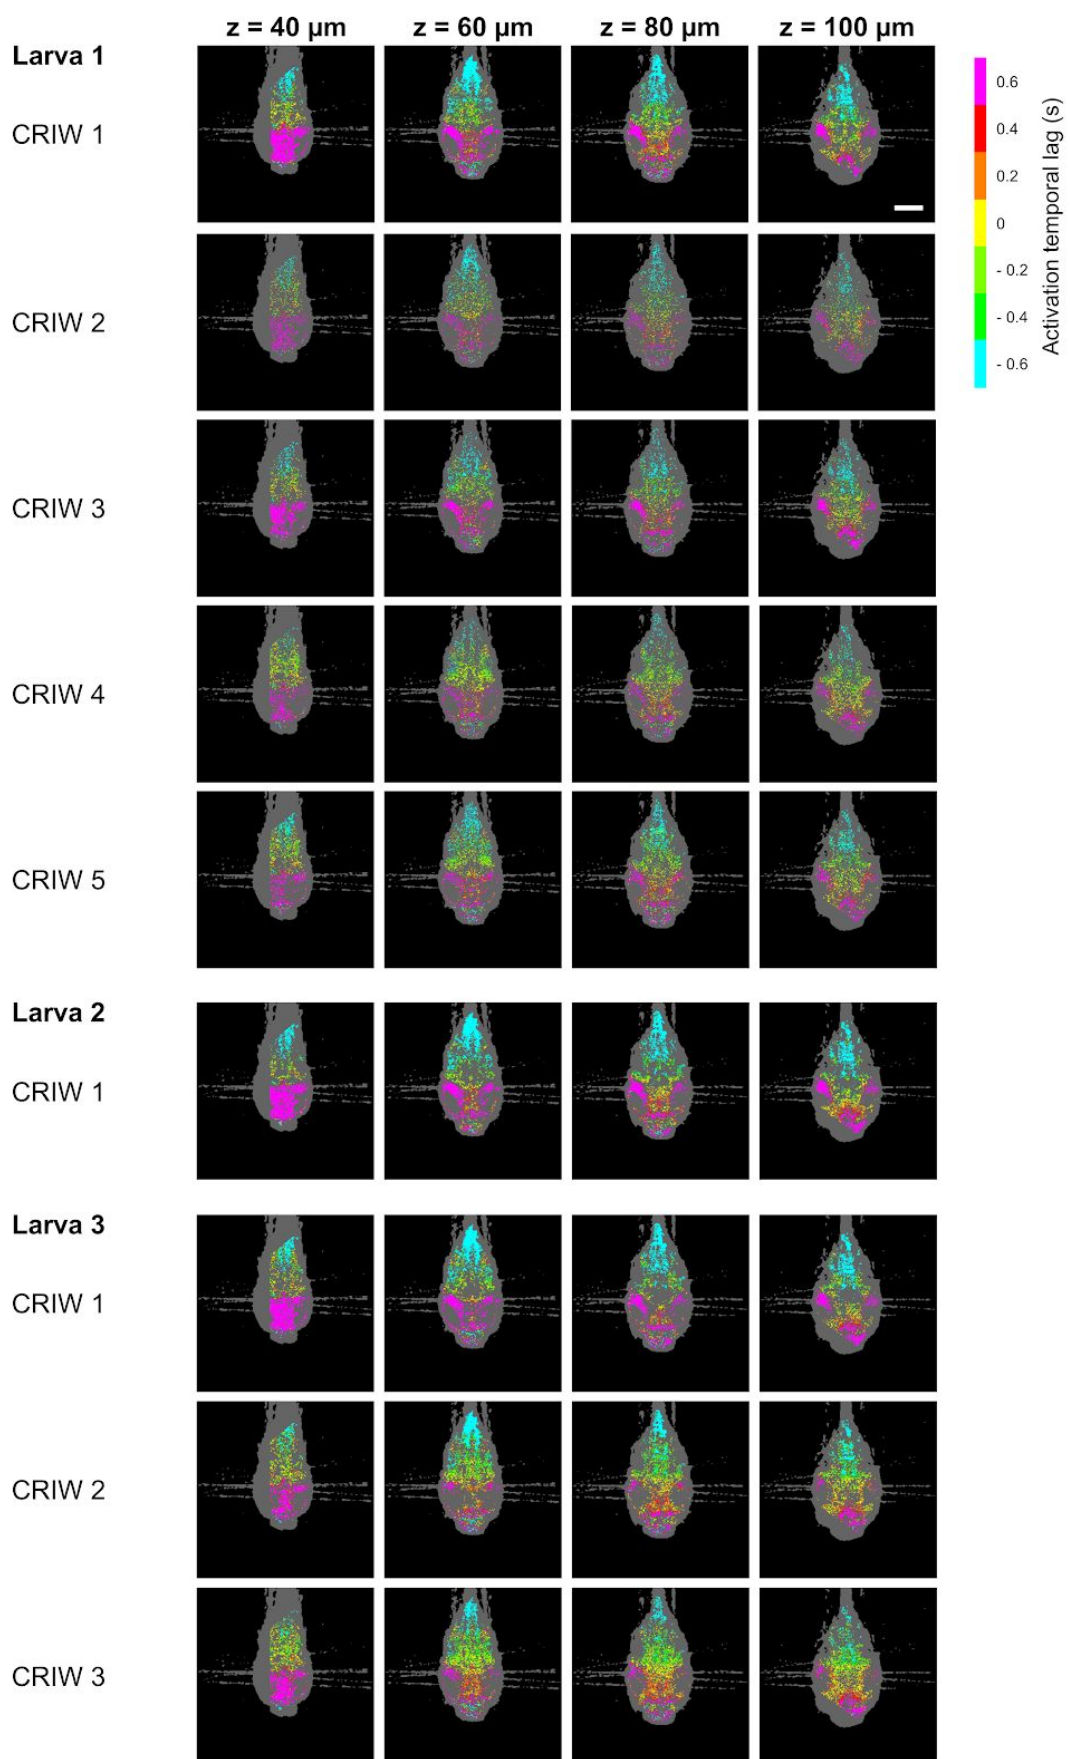 z = 40 µm z = 60 µm z = 80 µm z = 100 µm
Larva 1
CRIW 1
CRIW 2
CRIW 3
CRIW 4
CRIW 5
Larva 2
CRIW 1
Larva 3
CRIW 1
CRIW 2
CRIW 3
0.6
0.4
0.2
0
- 0.2
- 0.4
- 0.6
Activation temporal lag (s)